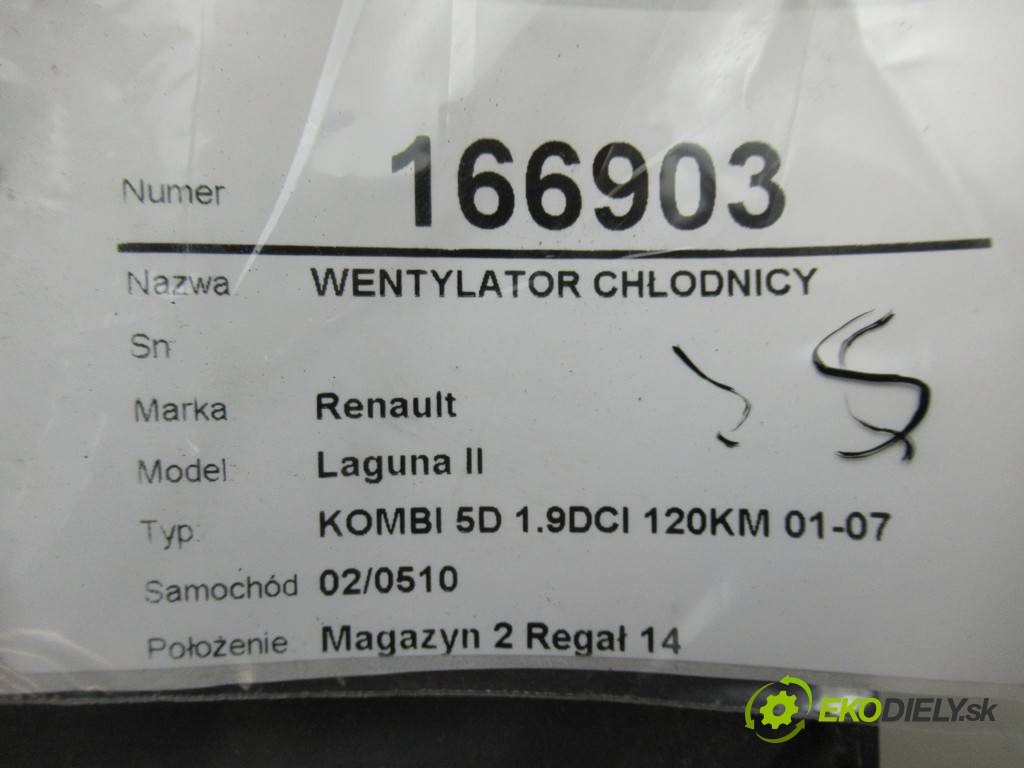 Numer 166903
Nazwa WENTYLATOR CHŁODNICY
Sn
Marka Renault
Model Laguna II
Typ: KOMBI 5D 1.9DCI 120KM 01-07
Samochód 02/0510
Położenie Magazyn 2 Regał 14
EKODIELY.sk